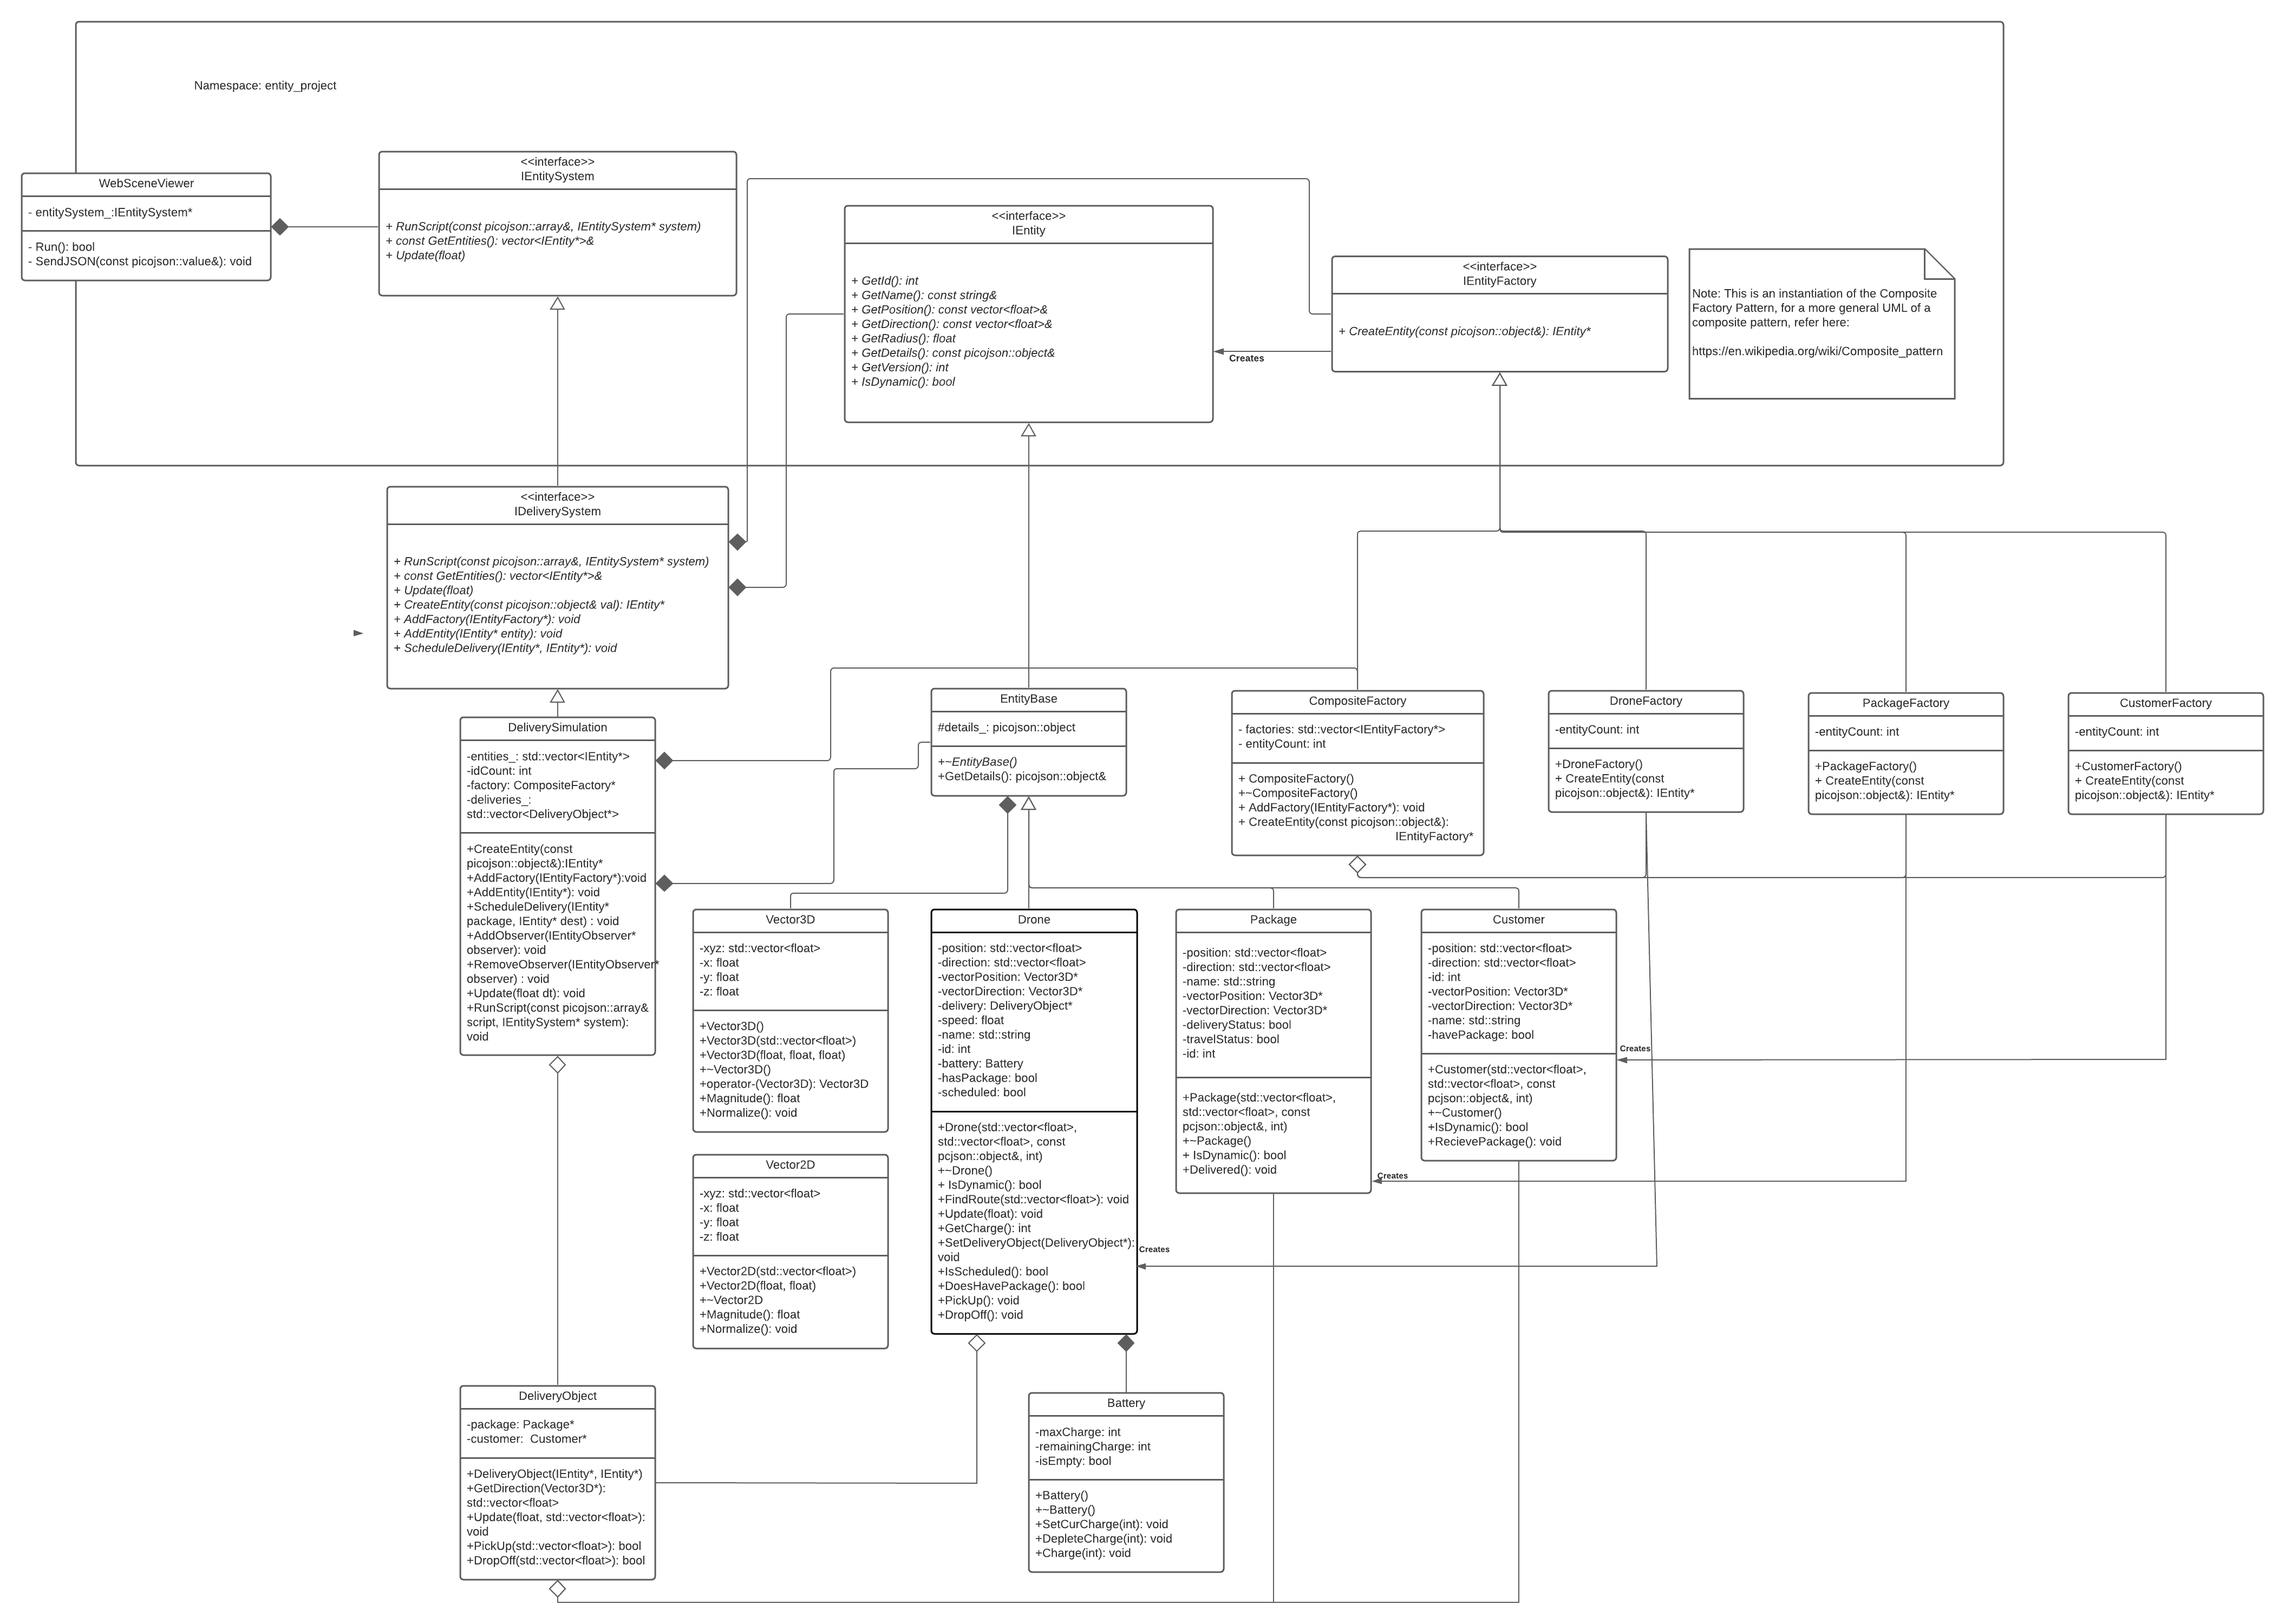 Namespace: entity_project
WebSceneViewer
- entitySystem_:IEntitySystem*
- Run(): bool
- SendJSON(const picojson::value&): void
<<interface>>
IEntitySystem
+ RunScript(const picojson::array&, IEntitySystem* system)
+ const GetEntities(): vector<IEntity*>&
+ Update(float)
<<interface>>
IEntity
+ GetId(): int
+ GetName(): const string&
+ GetPosition(): const vector<float>&
+ GetDirection(): const vector<float>&
+ GetRadius(): float
+ GetDetails(): const picojson::object&
+ GetVersion(): int
+ IsDynamic(): bool
Creates
<<interface>>
IEntityFactory
+ CreateEntity(const picojson::object&): IEntity*
Note: This is an instantiation of the Composite
Factory Pattern, for a more general UML of a
composite pattern, refer here:
https://en.wikipedia.org/wiki/Composite_pattern
<<interface>>
IDeliverySystem
+ RunScript(const picojson::array&, IEntitySystem* system)
+ const GetEntities(): vector<IEntity*>&
+ Update(float)
+ CreateEntity(const picojson::object& val): IEntity*
+ AddFactory(IEntityFactory*): void
+ AddEntity(IEntity* entity): void
+ ScheduleDelivery(IEntity*, IEntity*): void
DeliverySimulation
-entities_: std::vector<IEntity*>
-idCount: int
-factory: CompositeFactory*
-deliveries_:
std::vector<DeliveryObject*>
+CreateEntity(const
picojson::object&):IEntity*
+AddFactory(IEntityFactory*):void
+AddEntity(IEntity*): void
+ScheduleDelivery(IEntity*
package, IEntity* dest) : void
+AddObserver(IEntityObserver*
observer): void
+RemoveObserver(IEntityObserver*
observer) : void
+Update(float dt): void
+RunScript(const picojson::array&
script, IEntitySystem* system):
void
EntityBase
#details_: picojson::object
+~EntityBase()
+GetDetails(): picojson::object&
CompositeFactory
- factories: std::vector<IEntityFactory*>
- entityCount: int
+ CompositeFactory()
+~CompositeFactory()
+ AddFactory(IEntityFactory*): void
+ CreateEntity(const picojson::object&):
IEntityFactory*
DroneFactory
-entityCount: int
+DroneFactory()
+ CreateEntity(const
picojson::object&): IEntity*
PackageFactory
-entityCount: int
+PackageFactory()
+ CreateEntity(const
picojson::object&): IEntity*
CustomerFactory
-entityCount: int
+CustomerFactory()
+ CreateEntity(const
picojson::object&): IEntity*
Vector3D
-xyz: std::vector<float>
-x: float
-y: float
-z: float
+Vector3D()
+Vector3D(std::vector<float>)
+Vector3D(float, float, float)
+~Vector3D()
+operator-(Vector3D): Vector3D
+Magnitude(): float
+Normalize(): void
Drone
-position: std::vector<float>
-direction: std::vector<float>
-vectorPosition: Vector3D*
-vectorDirection: Vector3D*
-delivery: DeliveryObject*
-speed: float
-name: std::string
-id: int
-battery: Battery
-hasPackage: bool
-scheduled: bool
+Drone(std::vector<float>,
std::vector<float>, const
pcjson::object&, int)
+~Drone()
+ IsDynamic(): bool
+FindRoute(std::vector<float>): void
+Update(float): void
+GetCharge(): int
+SetDeliveryObject(DeliveryObject*):
void
+IsScheduled(): bool
+DoesHavePackage(): bool
+PickUp(): void
+DropOff(): void
Creates
Package
-position: std::vector<float>
-direction: std::vector<float>
-name: std::string
-vectorPosition: Vector3D*
-vectorDirection: Vector3D*
-deliveryStatus: bool
-travelStatus: bool
-id: int
+Package(std::vector<float>,
std::vector<float>, const
pcjson::object&, int)
+~Package()
+ IsDynamic(): bool
+Delivered(): void
Creates
Customer
-position: std::vector<float>
-direction: std::vector<float>
-id: int
-vectorPosition: Vector3D*
-vectorDirection: Vector3D*
-name: std::string
-havePackage: bool
+Customer(std::vector<float>,
std::vector<float>, const
pcjson::object&, int)
+~Customer()
+IsDynamic(): bool
+RecievePackage(): void
Creates
Vector2D
-xyz: std::vector<float>
-x: float
-y: float
-z: float
+Vector2D(std::vector<float>)
+Vector2D(float, float)
+~Vector2D
+Magnitude(): float
+Normalize(): void
DeliveryObject
-package: Package*
-customer:  Customer*
+DeliveryObject(IEntity*, IEntity*)
+GetDirection(Vector3D*):
std::vector<float>
+Update(float, std::vector<float>):
void
+PickUp(std::vector<float>): bool
+DropOff(std::vector<float>): bool
Battery
-maxCharge: int
-remainingCharge: int
-isEmpty: bool
+Battery()
+~Battery()
+SetCurCharge(int): void
+DepleteCharge(int): void
+Charge(int): void